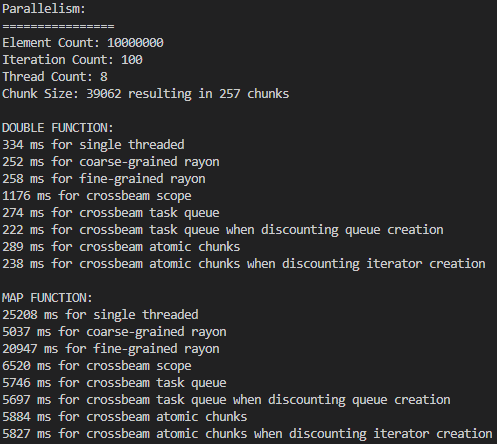 Parallelism:
================
Element Count: 10000000
Iteration Count: 100
Thread Count: 8
Chunk Size: 39062 resulting in 257 chunks
DOUBLE FUNCTION:
334 ms for single threaded
252 ms for coarse-grained rayon
258 ms for fine-grained rayon
1176 ms for crossbeam scope
274 ms for crossbeam task queue
222 ms for crossbeam task queue when discounting queue creation
289 ms for crossbeam atomic chunks
238 ms for crossbeam atomic chunks when discounting iterator creation
MAP FUNCTION:
25208 ms for single threaded
5037 ms for coarse-grained rayon
20947 ms for fine-grained rayon
6520 ms for crossbeam scope
5746 ms for crossbeam task queue
5697 ms for crossbeam task queue when discounting queue creation
5884 ms for crossbeam atomic chunks
5827 ms for crossbeam atomic chunks when discounting iterator creation